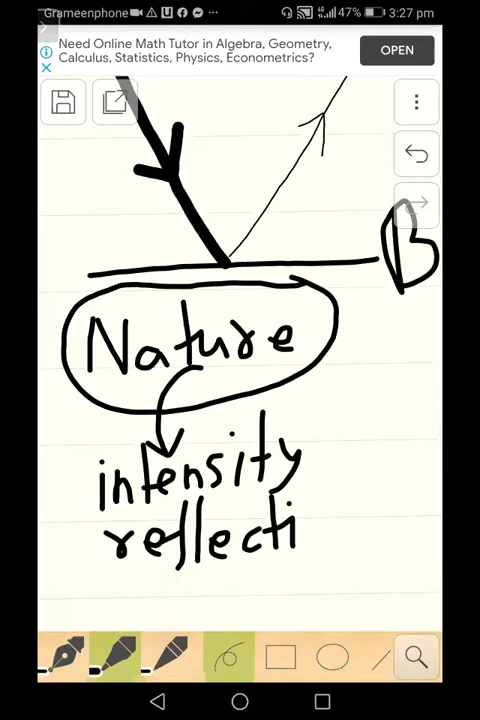 Grameenphone 47% 3:27 pm
Need Online Math Tutor in Algebra, Geometry,
Calculus, Statistics, Physics, Econometrics?
OPEN
B
Nature
intensity
reflecti